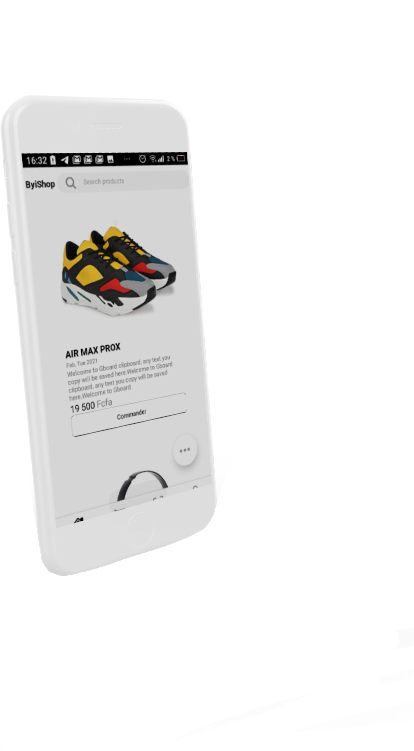 16:32 2%
ByiShop Search products
AIR MAX PROX
Feb, Tue 2021
Welcome to Gboard clipboard, any text you
copy will be saved here.Welcome to Gboard
clipboard, any text you copy will be saved
here.Welcome to Gboard
19 500 Fcfa
Commander